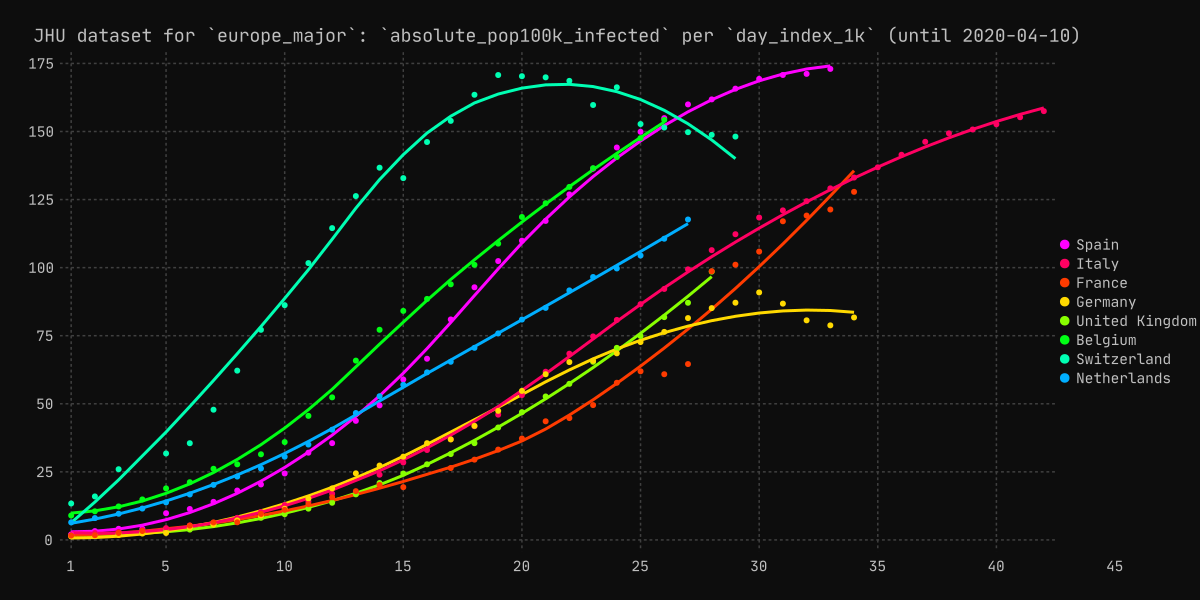 JHU dataset for `europe_major`: `absolute_pop100k_infected` per `day_index_1k` (until 2020-04-10)
175
150
125
100
75
50
25
0
1 5 10 15 20 25 30 35 40 45
Spain
Italy
France
Germany
United Kingdom
Belgium
Switzerland
Netherlands